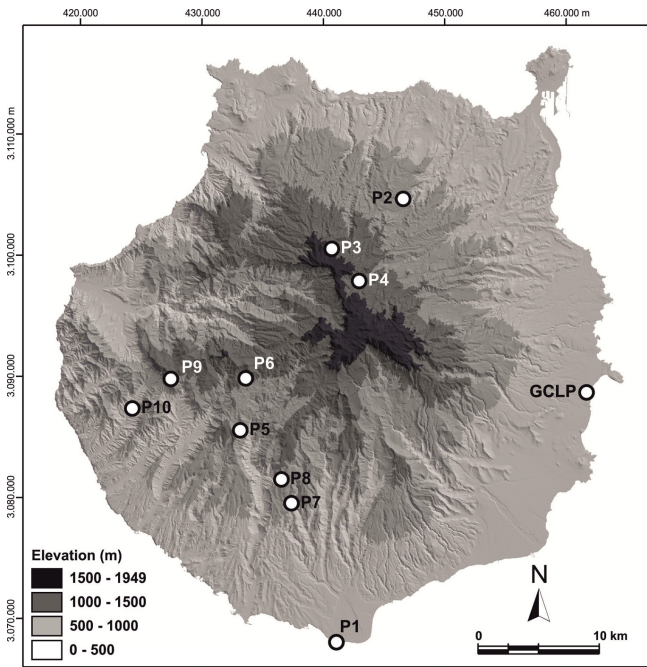 420.000 430.000 440.000 450.000 460.000 m
3.110.000 m
P2
P3
3.100.000
P4
P9
P6
3.090.000
GCLP
P10
P5
P8
3.080.000
P7
Elevation (m)
1500 - 1949
1000 - 1500
500 - 1000
0 - 500
3.070.000
P1
N
0 10 km